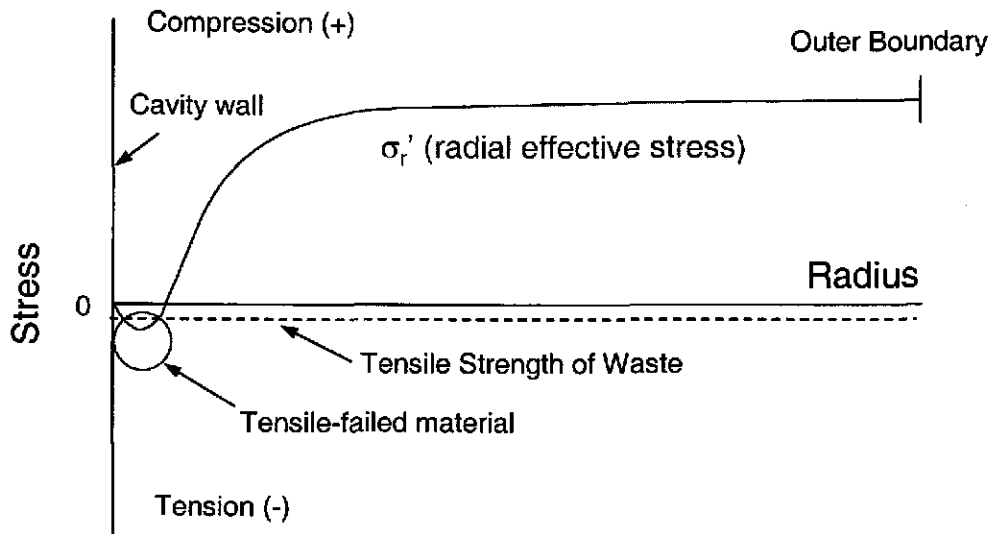 Compression (+)
Outer Boundary
Cavity wall
σr' (radial effective stress)
Stress
0
Radius
Tensile Strength of Waste
Tensile-failed material
Tension (-)